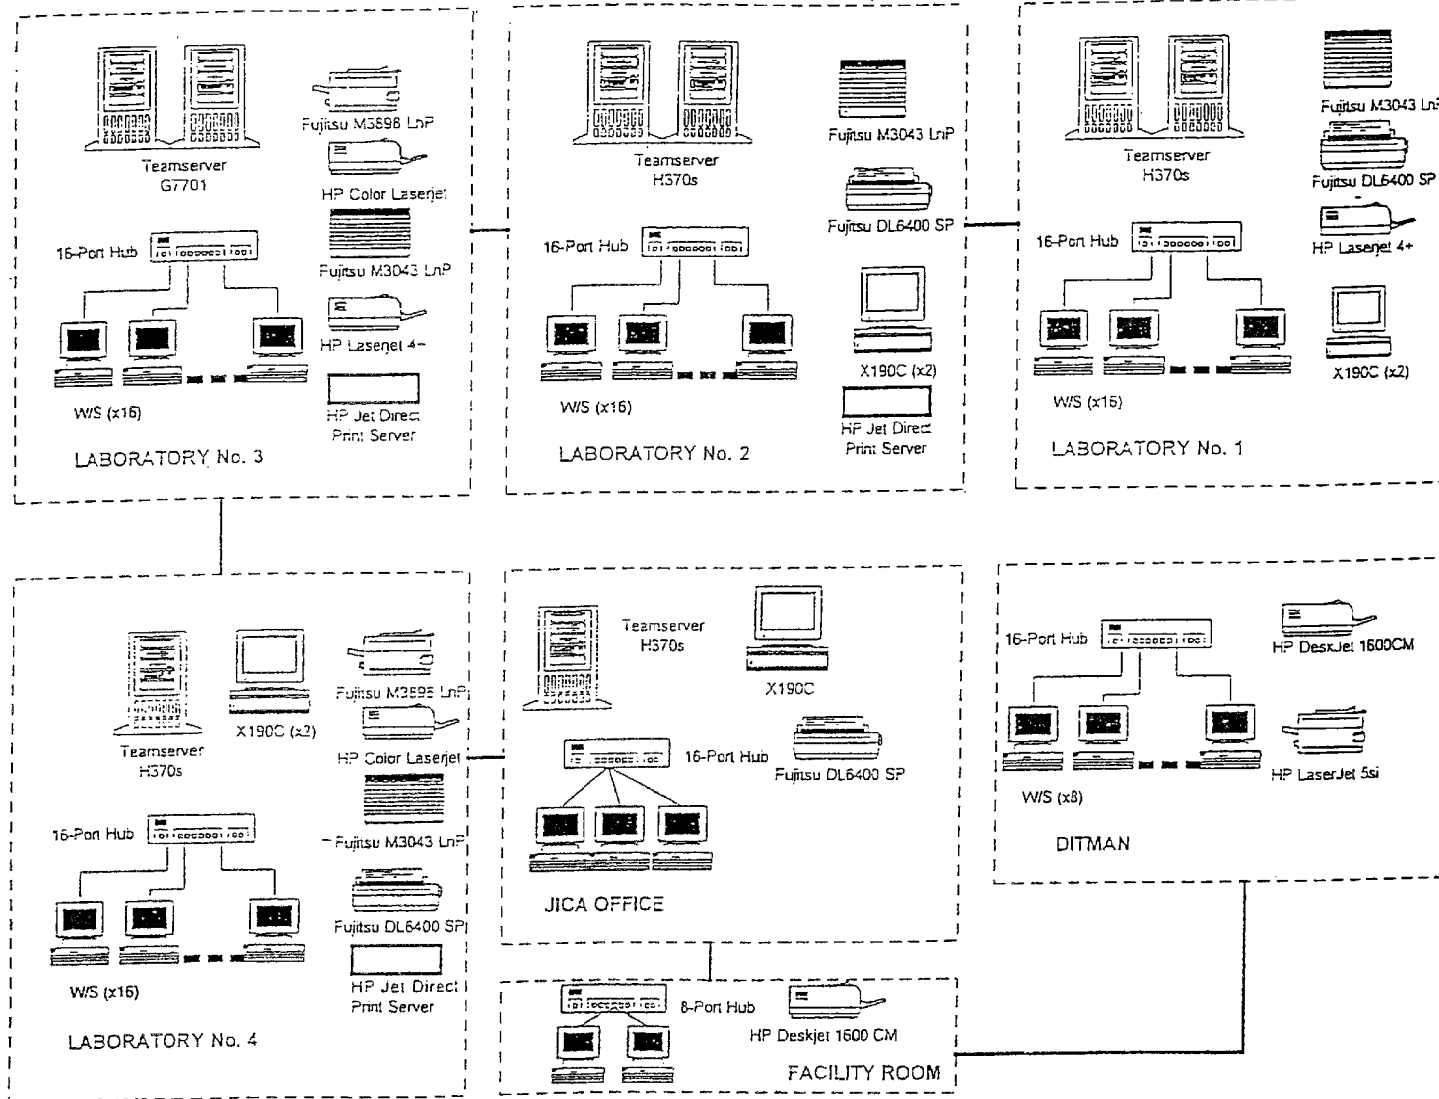 Teamserver
G7701
Fujitsu M3898 LnP
HP Color Laserjet
16-Port Hub
Fujitsu M3043 LnP
HP Laserjet 4+
W/S (x16)
HP Jet Direct
Print Server
LABORATORY No. 3
Teamserver
H370s
Fujitsu M3043 LnP
Fujitsu DL6400 SP
16-Port Hub
X190C (x2)
W/S (x16)
HP Jet Direct
Print Server
LABORATORY No. 2
Teamserver
H370s
Fujitsu M3043 LnP
Fujitsu DL6400 SP
16-Port Hub
HP Laserjet 4+
X190C (x2)
W/S (x16)
LABORATORY No. 1
Teamserver
H370s
X190C (x2)
Fujitsu LnP
HP Color Laserjet
16-Port Hub
Fujitsu M3043 LnP
Fujitsu DL6400 SP
W/S (x16)
HP Jet Direct
Print Server
LABORATORY No. 4
Teamserver
H370s
X190C
16-Port Hub
Fujitsu DL6400 SP
JICA OFFICE
8-Port Hub
HP Deskjet 1600 CM
FACILITY ROOM
16-Port Hub
HP DeskJet 1600CM
HP LaserJet 5si
W/S (x8)
DITMAN